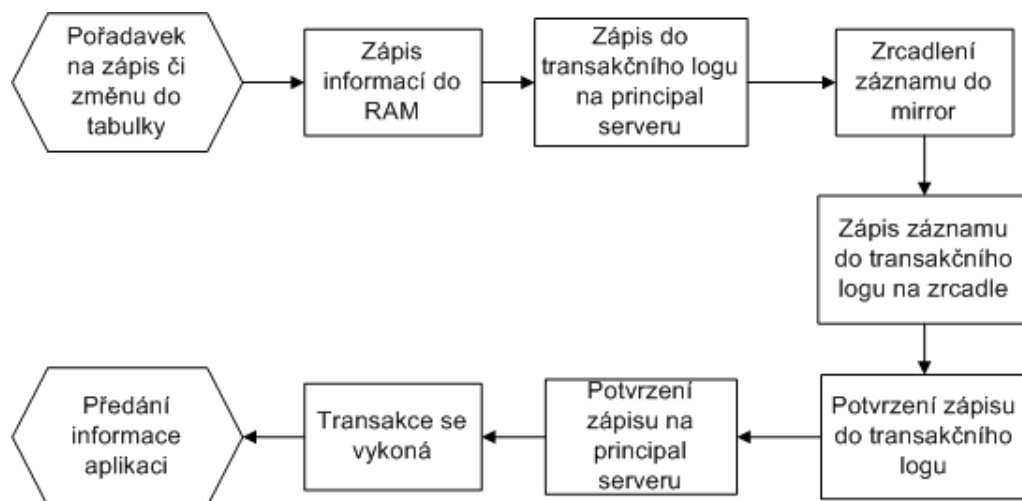 Pořadavek
na zápis či
změnu do
tabulky
Zápis
informací do
RAM
Zápis do
transakčního logu
na principal
serveru
Zrcadlení
záznamu do
mirror
Zápis záznamu
do transakčního
logu na zrcadle
Potvrzení zápisu
do transakčního
logu
Potvrzení
zápisu na
principal
serveru
Transakce se
vykoná
Předání
informace
aplikaci